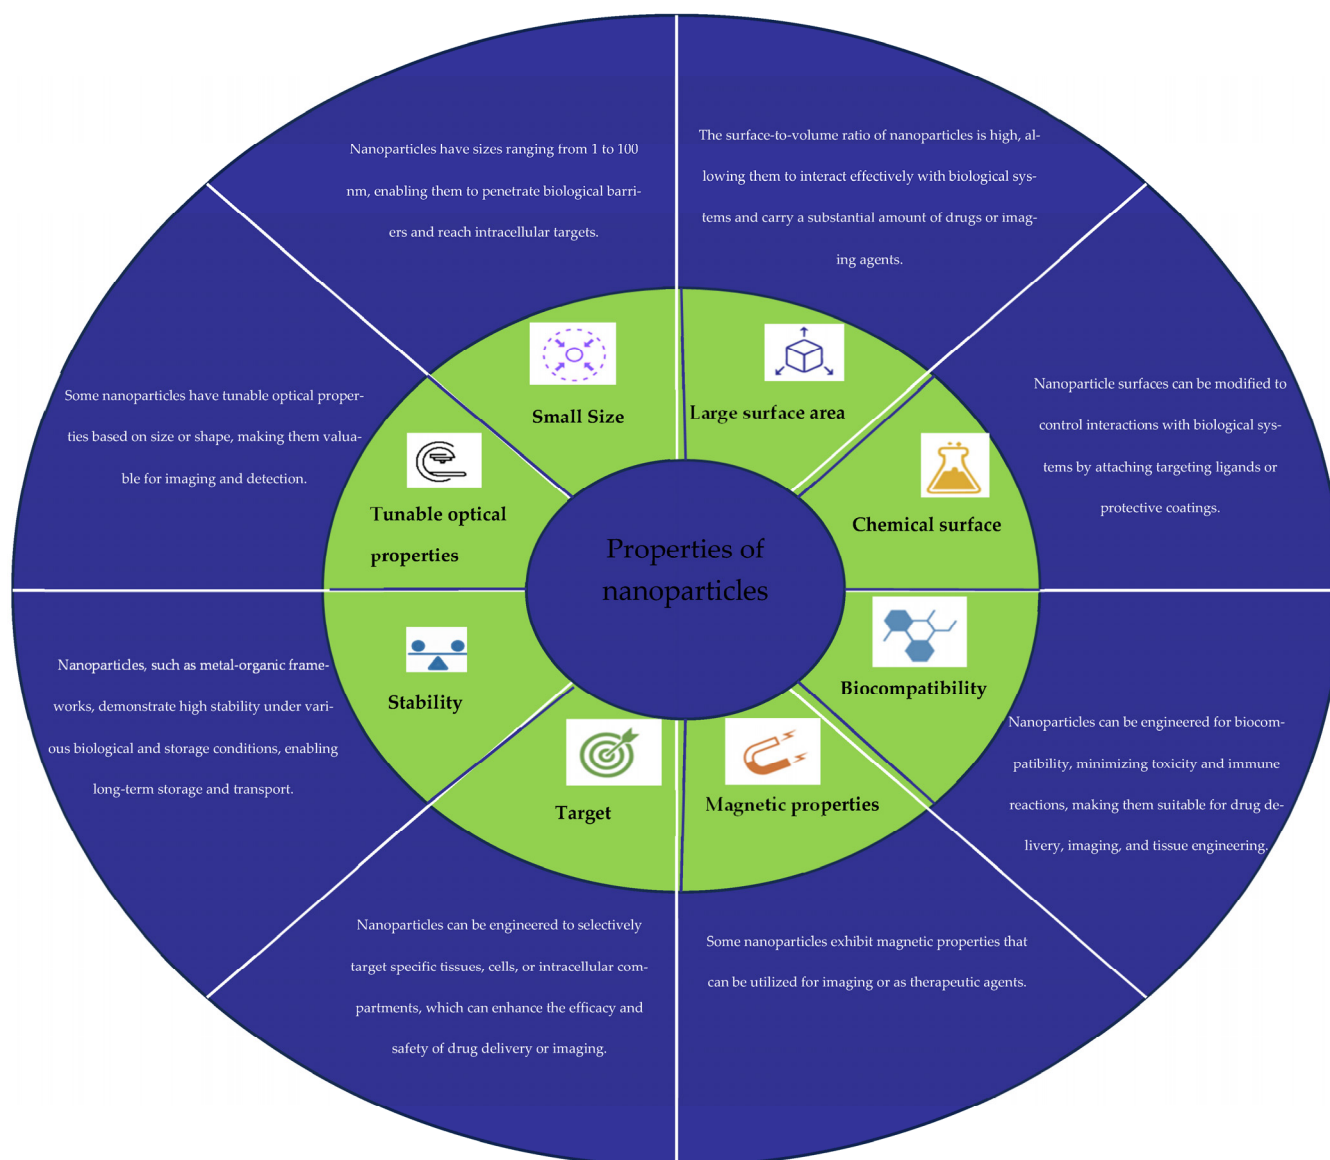 Nanoparticles have sizes ranging from 1 to 100
nm, enabling them to penetrate biological barri-
ers and reach intracellular targets.
The surface-to-volume ratio of nanoparticles is high, al-
lowing them to interact effectively with biological sys-
tems and carry a substantial amount of drugs or imag-
ing agents.
Small Size
Large surface area
Some nanoparticles have tunable optical proper-
ties based on size or shape, making them valua-
ble for imaging and detection.
Tunable optical
properties
Nanoparticle surfaces can be modified to
control interactions with biological sys-
tems by attaching targeting ligands or
protective coatings.
Chemical surface
Properties of
nanoparticles
Nanoparticles, such as metal-organic frame-
works, demonstrate high stability under vari-
ous biological and storage conditions, enabling
long-term storage and transport.
Stability
Biocompatibility
Nanoparticles can be engineered for biocom-
patibility, minimizing toxicity and immune
reactions, making them suitable for drug de-
livery, imaging, and tissue engineering.
Target
Magnetic properties
Nanoparticles can be engineered to selectively
target specific tissues, cells, or intracellular com-
partments, which can enhance the efficacy and
safety of drug delivery or imaging.
Some nanoparticles exhibit magnetic properties that
can be utilized for imaging or as therapeutic agents.